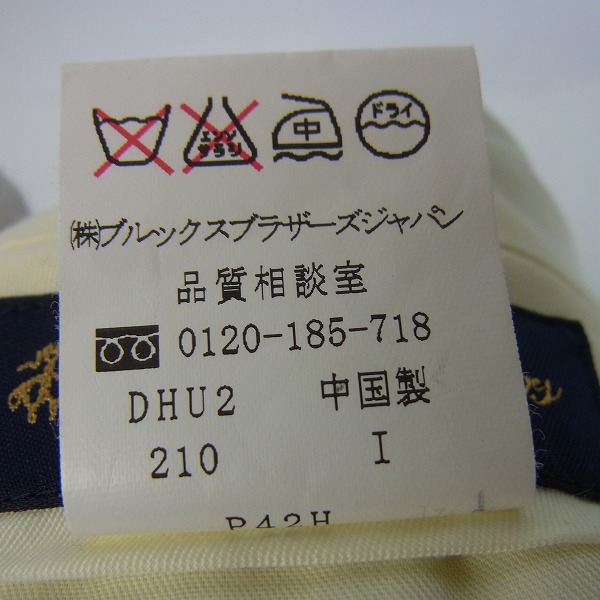 エンソ サラシ 中 ドライ
㈱ブルックスブラザーズジャパン
品質相談室
0120-185-718
DHU2 中国製
210 I
P42H